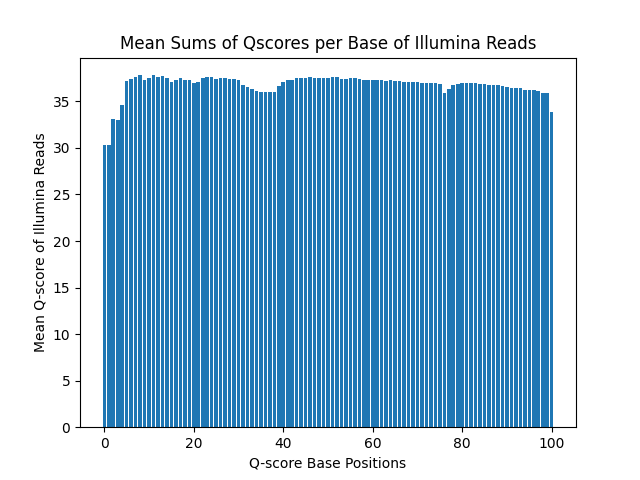 Mean Sums of Qscores per Base of Illumina Reads
Mean Q-score of Illumina Reads
35
30
25
20
15
10
5
0
0 20 40 60 80 100
Q-score Base Positions